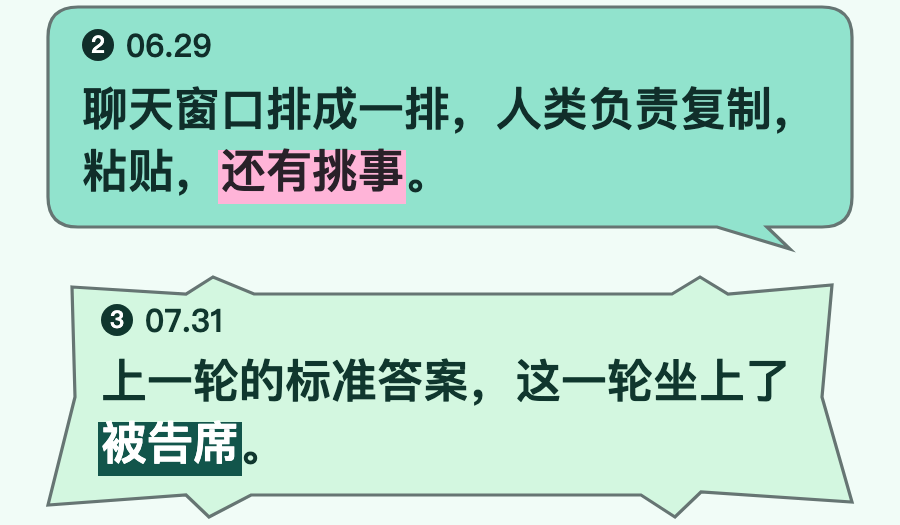 2 06.29
聊天窗口排成一排，人类负责复制，
粘贴，还有挑事。
3 07.31
上一轮的标准答案，这一轮坐上了
被告席。